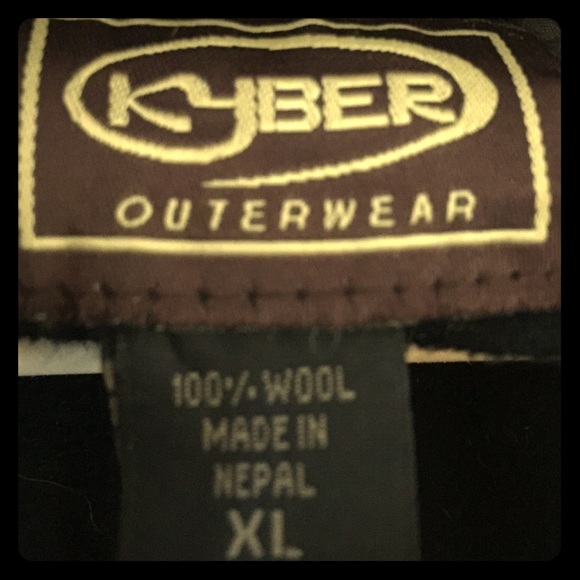 KyBER
OUTERWEAR
100% WOOL
MADE IN
NEPAL
XL